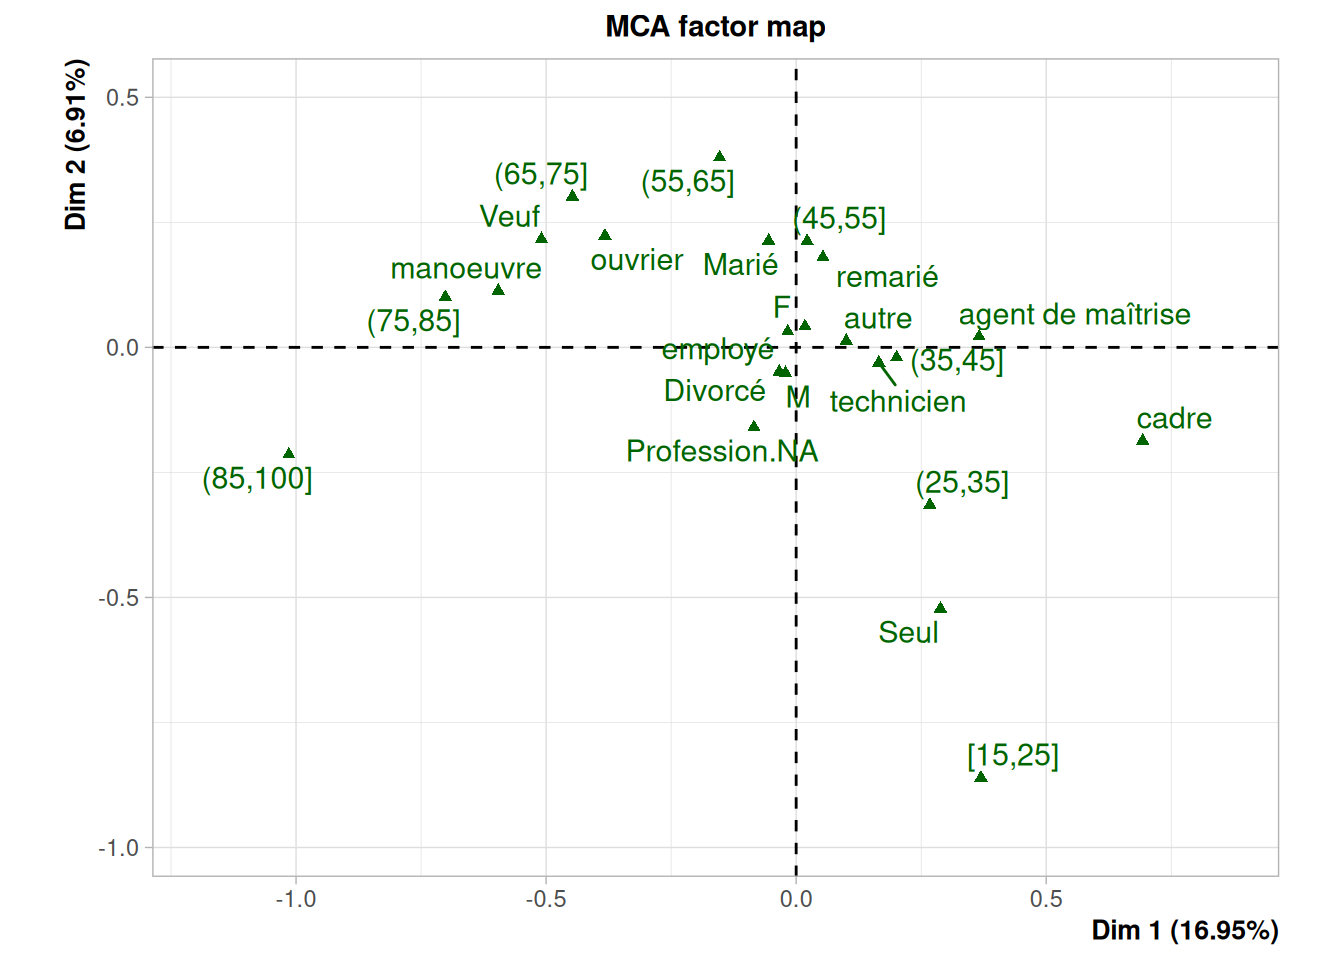 MCA factor map
Dim 2 (6.91%)
0.5
0.0
-0.5
-1.0
(65,75]
(55,65]
Veuf
(45,55]
ouvrier
Marié
manoeuvre
remarié
(75,85]
F
autre
agent de maîtrise
employé
(35,45]
Divorcé
M
technicien
cadre
Profession.NA
(85,100]
(25,35]
Seul
[15,25]
-1.0
-0.5
0.0
0.5
Dim 1 (16.95%)